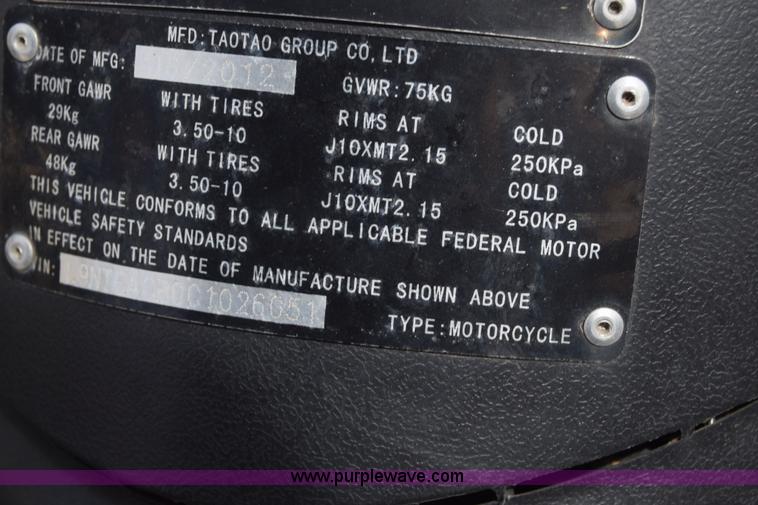 MFD:TAOTAO GROUP CO,LTD
DATE OF MFG: 2012
GVWR:75KG
FRONT GAWR WITH TIRES RIMS AT COLD
29Kg 3.50-10 J10XMT2.15 250KPa
REAR GAWR WITH TIRES RIMS AT COLD
48Kg 3.50-10 J10XMT2.15 250KPa
THIS VEHICLE CONFORMS TO ALL APPLICABLE FEDERAL MOTOR
VEHICLE SAFETY STANDARDS
IN EFFECT ON THE DATE OF MANUFACTURE SHOWN ABOVE
VIN:
TYPE:MOTORCYCLE
www.purplewave.com